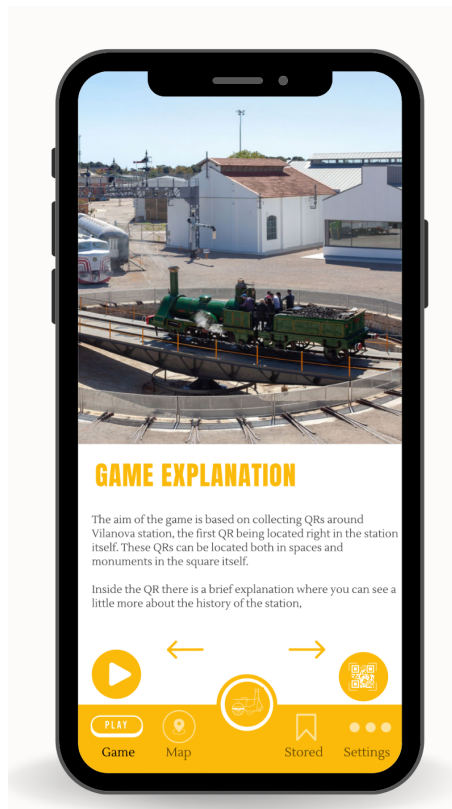 GAME EXPLANATION
The aim of the game is based on collecting QRs around
Vilanova station, the first QR being located right in the station
itself. These QRs can be located both in spaces and
monuments in the square itself.
Inside the QR there is a brief explanation where you can see a
little more about the history of the station,
PLAY
Game
Map
Stored
Settings